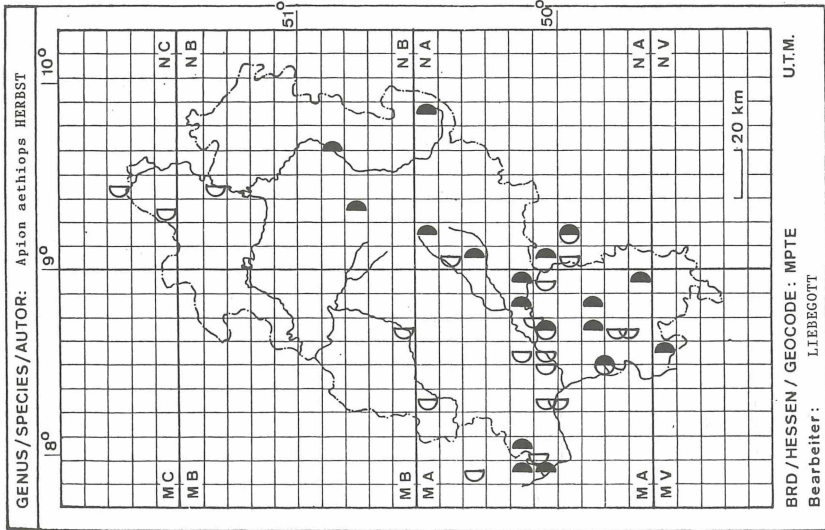 GENUS/SPECIES/AUTOR: Apion aethiops HERBST
8° 9° 10°
MC NC
MB NB
51°
MB NB
MA NA
50°
MA NA
MV NV
20 km
BRD/HESSEN/GEOCODE: MPTE U.T.M.
Bearbeiter: LIEBEGOTT